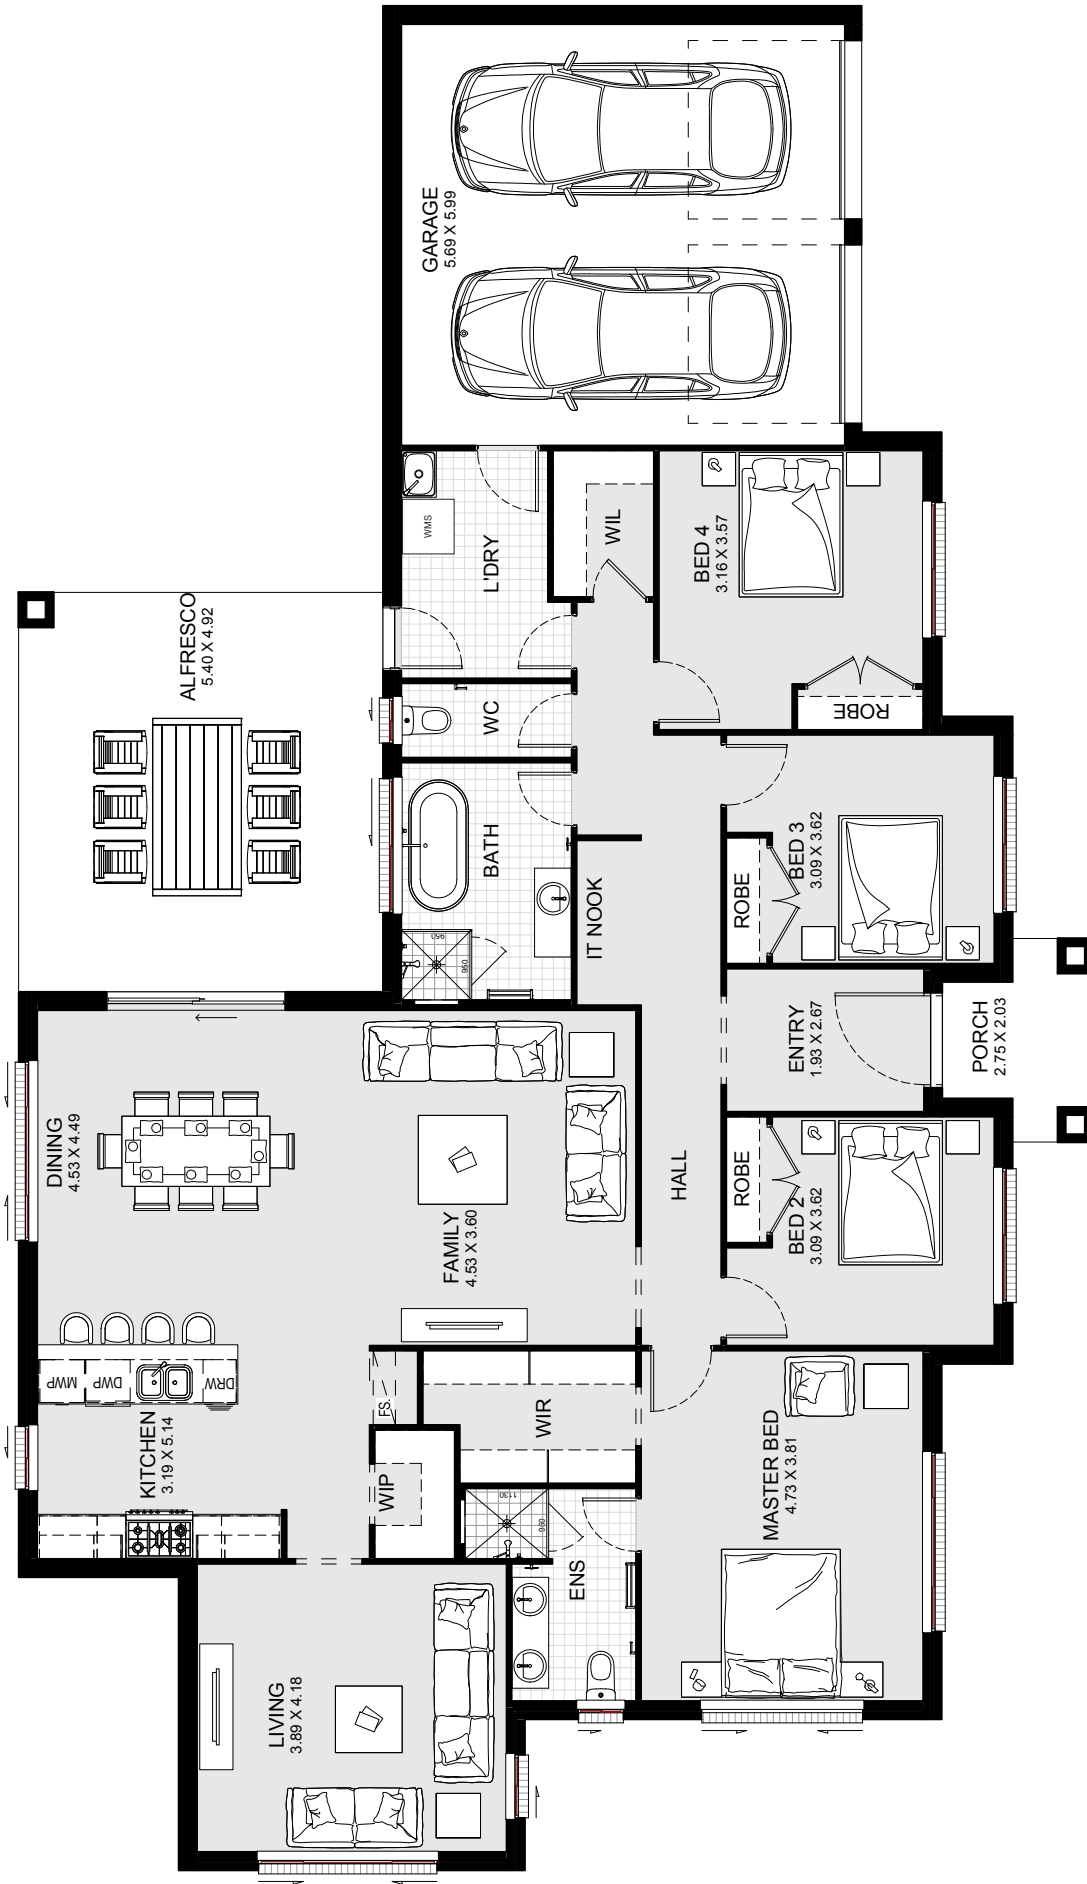 GARAGE
5.69 X 5.99
WMS
L'DRY
WIL
BED 4
3.16 X 3.57
ROBE
ALFRESCO
5.40 X 4.92
WC
BATH
950
950
IT NOOK
BED 3
3.09 X 3.62
ROBE
ENTRY
1.93 X 2.67
PORCH
2.75 X 2.03
DINING
4.53 X 4.49
FAMILY
4.53 X 3.60
HALL
ROBE
BED 2
3.09 X 3.62
MWP
DWP
DRW
KITCHEN
3.19 X 5.14
FS.
WIR
WIP
1130
960
ENS
MASTER BED
4.73 X 3.81
LIVING
3.89 X 4.18